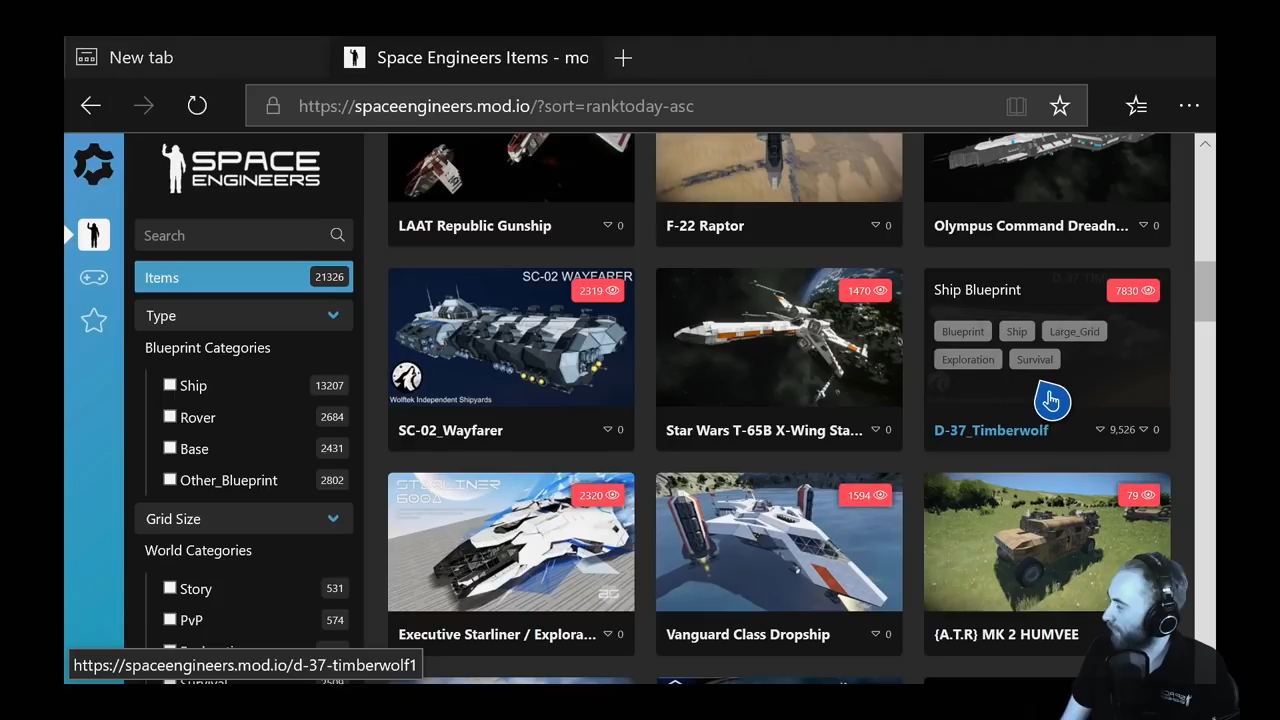 New tab
Space Engineers Items - mo
https://spaceengineers.mod.io/?sort=ranktoday-asc
SPACE
ENGINEERS
Search
Items 21326
Type
Blueprint Categories
Ship 13207
Rover 2684
Base 2431
Other_Blueprint 2802
Grid Size
World Categories
Story 531
PvP 574
LAAT Republic Gunship 0
F-22 Raptor 0
Olympus Command Dreadn... 0
SC-02 WAYFARER
2319
Wolftek Independent Shipyards
SC-02_Wayfarer 0
1470
Star Wars T-65B X-Wing Sta... 0
Ship Blueprint 7830
Blueprint Ship Large_Grid
Exploration Survival
D-37_Timberwolf 9,526 0
STARLINER
600A
2320
Executive Starliner / Explora... 0
1594
Vanguard Class Dropship 0
79
{A.T.R} MK 2 HUMVEE
https://spaceengineers.mod.io/d-37-timberwolf1